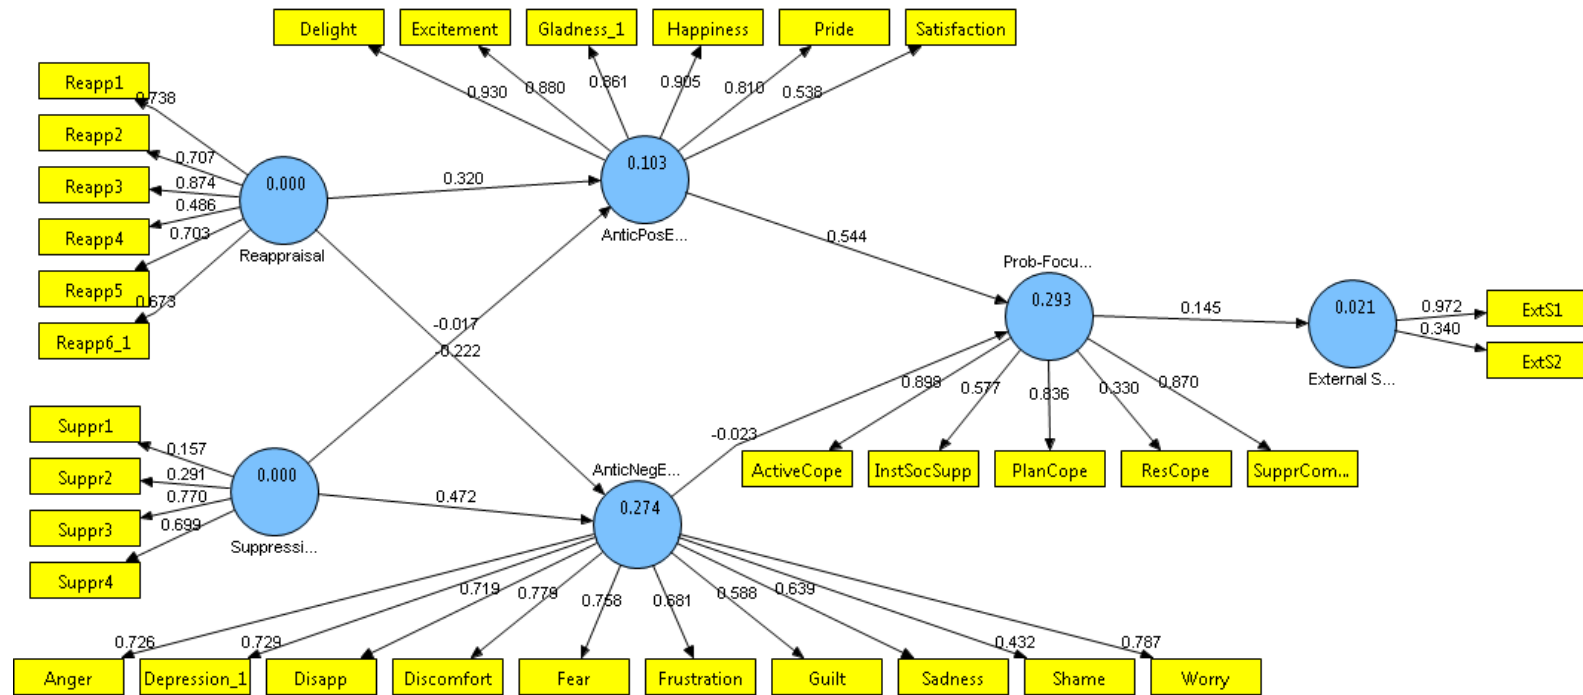 Delight
Excitement
Gladness_1
Happiness
Pride
Satisfaction
0.930
0.880
0.861
0.905
0.810
0.538
Reapp1
Reapp2
Reapp3
Reapp4
Reapp5
Reapp6_1
0.738
0.707
0.874
0.486
0.703
0.673
0.000
Reappraisal
0.320
0.103
AnticPosE...
-0.017
-0.222
0.544
Prob-Focu...
0.293
0.145
0.021
External S...
0.972
0.340
ExtS1
ExtS2
0.898
0.577
0.836
0.330
0.870
ActiveCope
InstSocSupp
PlanCope
ResCope
SupprCom...
-0.023
Suppr1
Suppr2
Suppr3
Suppr4
0.157
0.291
0.770
0.699
0.000
Suppressi...
0.472
AnticNegE...
0.274
0.726
0.729
0.719
0.779
0.758
0.681
0.588
0.639
0.432
0.787
Anger
Depression_1
Disapp
Discomfort
Fear
Frustration
Guilt
Sadness
Shame
Worry